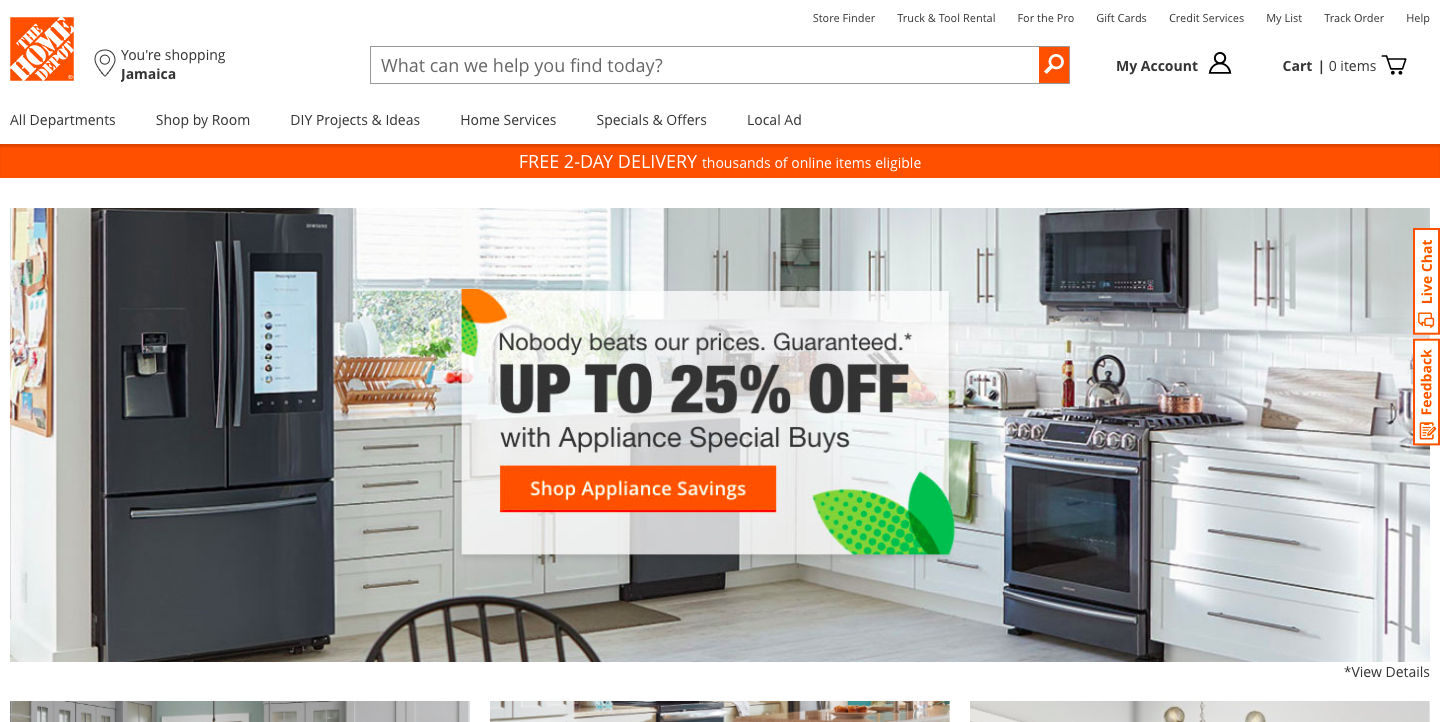 Store Finder
Truck & Tool Rental
For the Pro
Gift Cards
Credit Services
My List
Track Order
Help
THE
HOME
DEPOT
You're shopping
Jamaica
What can we help you find today?
My Account
Cart | 0 items
All Departments
Shop by Room
DIY Projects & Ideas
Home Services
Specials & Offers
Local Ad
FREE 2-DAY DELIVERY thousands of online items eligible
SAMSUNG
Nobody beats our prices. Guaranteed.*
UP TO 25% OFF
with Appliance Special Buys
Shop Appliance Savings
Live Chat
Feedback
*View Details